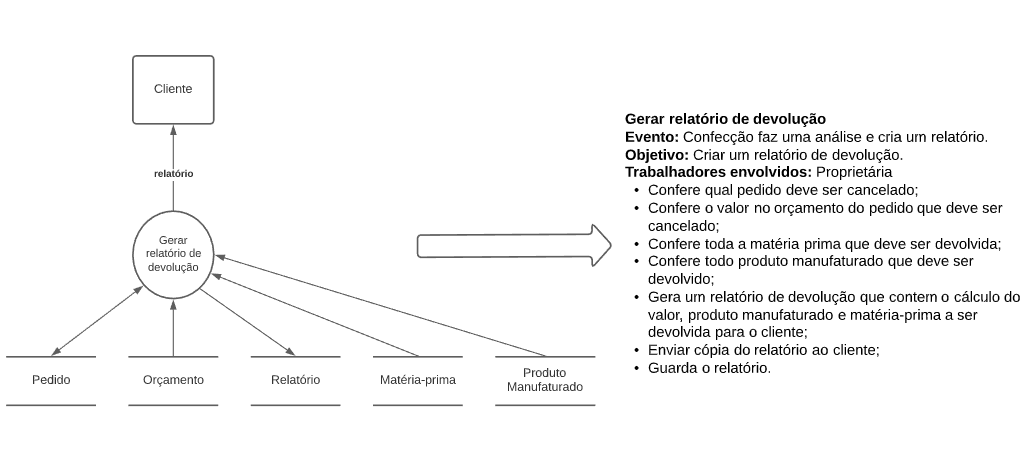 Cliente
relatório
Gerar
relatório de
devolução
Pedido
Orçamento
Relatório
Matéria-prima
Produto
Manufaturado
Gerar relatório de devolução
Evento: Confecção faz uma análise e cria um relatório.
Objetivo: Criar um relatório de devolução.
Trabalhadores envolvidos: Proprietária
• Confere qual pedido deve ser cancelado;
• Confere o valor no orçamento do pedido que deve ser
cancelado;
• Confere toda a matéria prima que deve ser devolvida;
• Confere todo produto manufaturado que deve ser
devolvido;
• Gera um relatório de devolução que contem o cálculo do
valor, produto manufaturado e matéria-prima a ser
devolvida para o cliente;
• Enviar cópia do relatório ao cliente;
• Guarda o relatório.